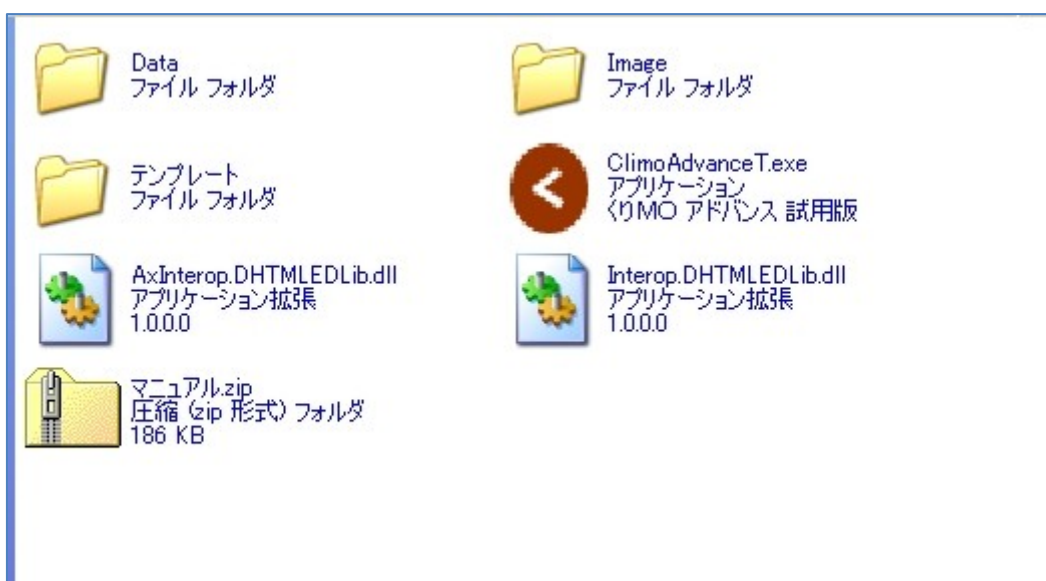 Data
ファイル フォルダ
Image
ファイル フォルダ
テンプレート
ファイル フォルダ
ClimoAdvanceT.exe
アプリケーション
くりMO アドバンス 試用版
AxInterop.DHTMLEDLib.dll
アプリケーション拡張
1.0.0.0
Interop.DHTMLEDLib.dll
アプリケーション拡張
1.0.0.0
マニュアル.zip
圧縮 (zip 形式) フォルダ
186 KB